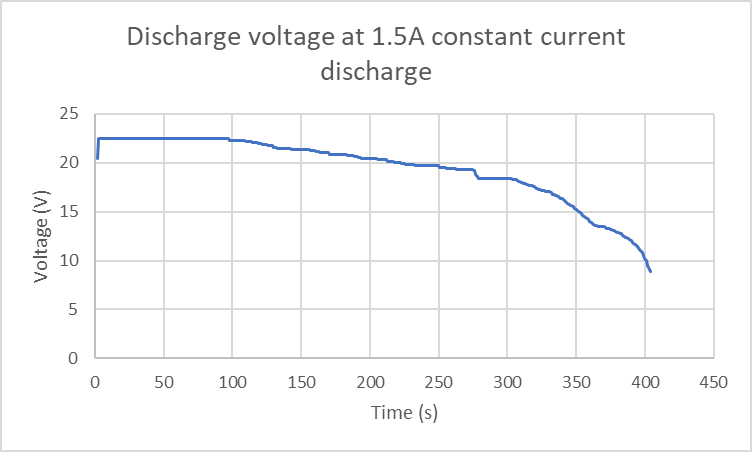 Discharge voltage at 1.5A constant current
discharge
Voltage (V)
25
20
15
10
5
0
0 50 100 150 200 250 300 350 400 450
Time (s)